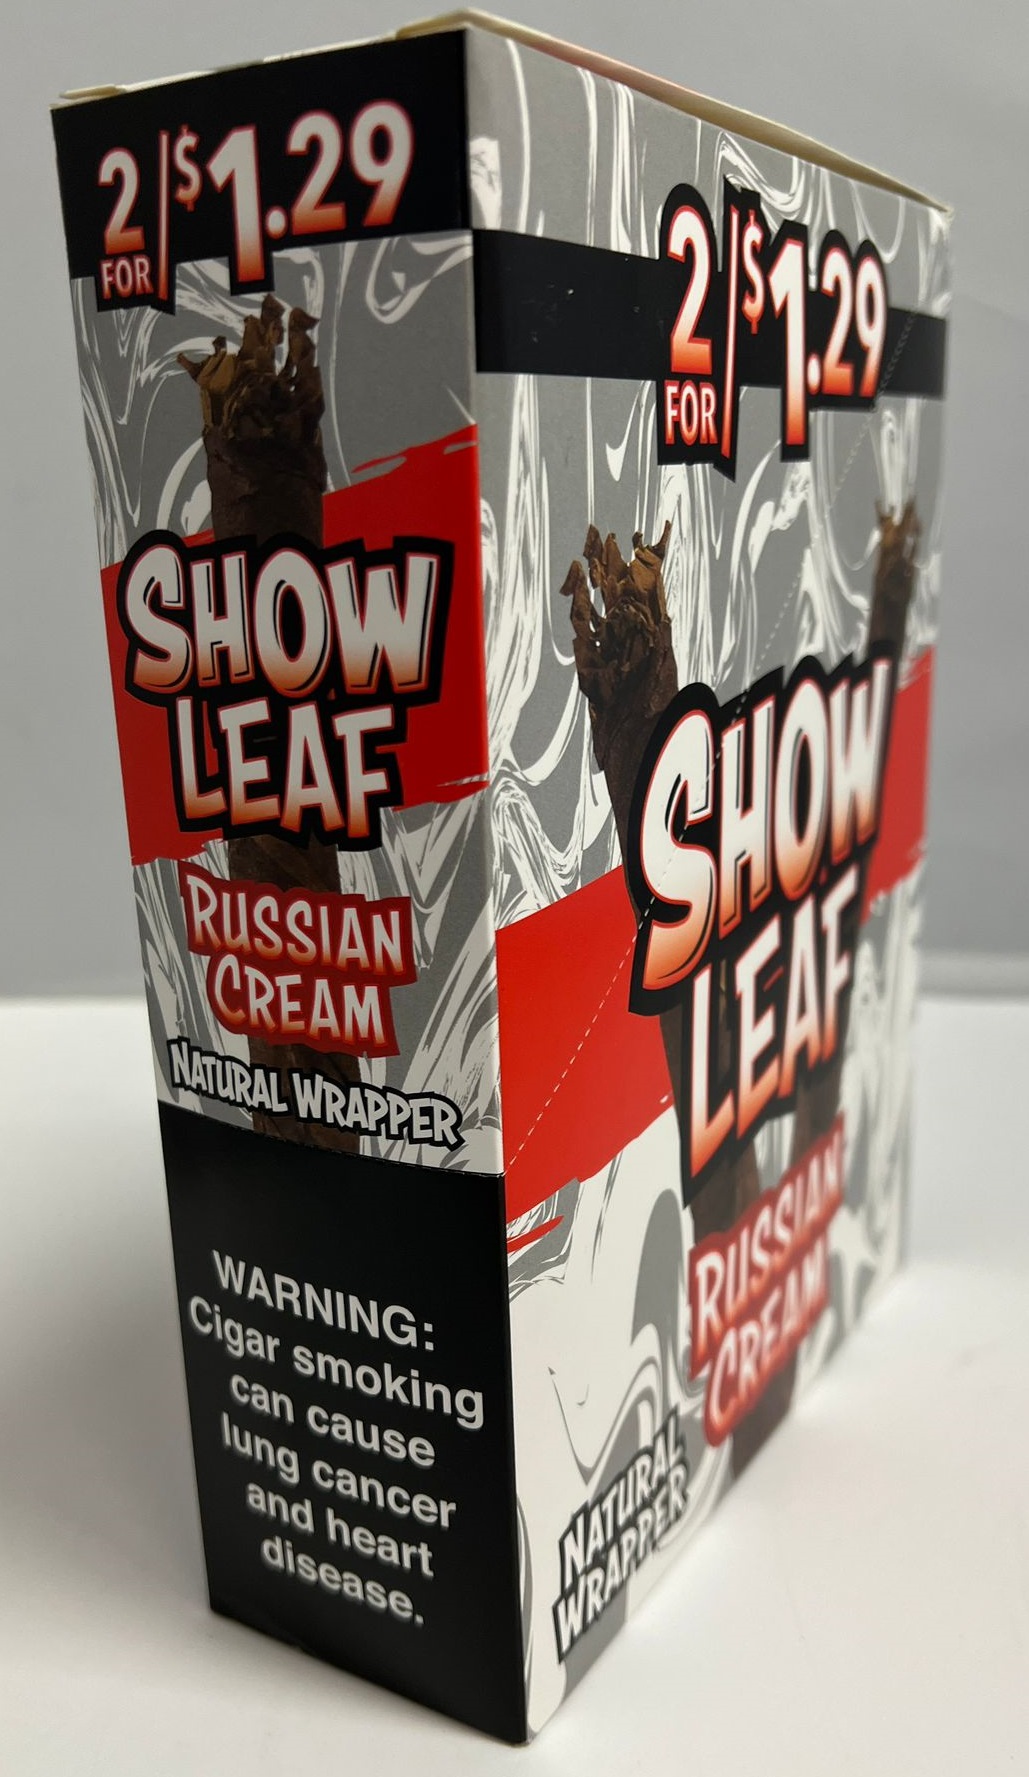 2 FOR/$1.29
SHOW
LEAF
RUSSIAN
CREAM
NATURAL WRAPPER
WARNING:
Cigar smoking
can cause
lung cancer
and heart
disease.
2 FOR/$1.29
SHOW
LEAF
RUSSIAN
CREAM
NATURAL
WRAPPER